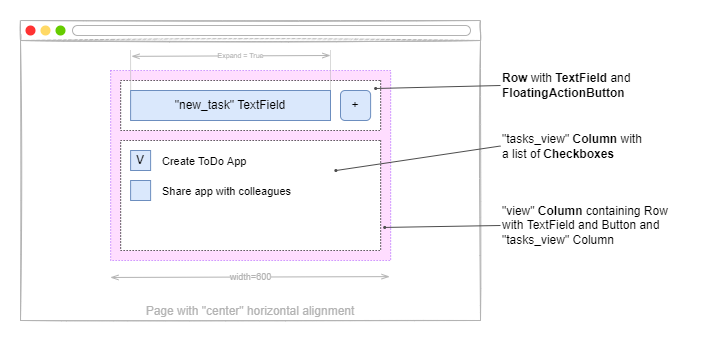 Expand = True
"new_task" TextField
+
Row with TextField and
FloatingActionButton
V
Create ToDo App
"tasks_view" Column with
a list of Checkboxes
Share app with colleagues
"view" Column containing Row
with TextField and Button and
"tasks_view" Column
width=600
Page with "center" horizontal alignment